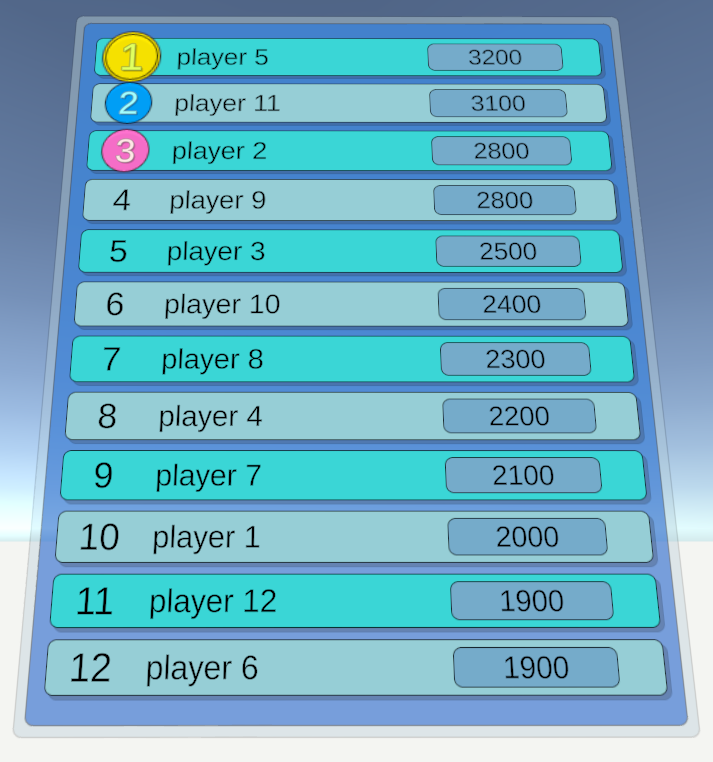 1 player 5 3200
2 player 11 3100
3 player 2 2800
4 player 9 2800
5 player 3 2500
6 player 10 2400
7 player 8 2300
8 player 4 2200
9 player 7 2100
10 player 1 2000
11 player 12 1900
12 player 6 1900